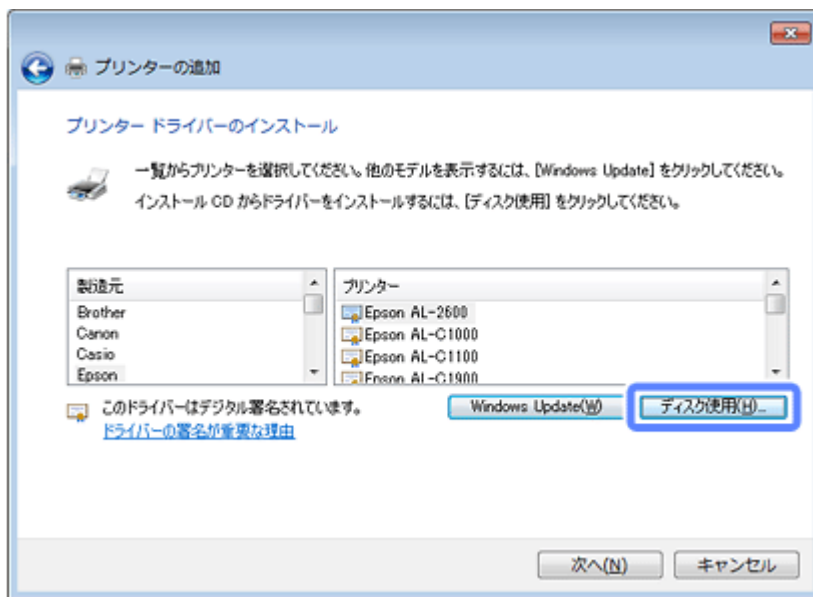 プリンターの追加
プリンター ドライバーのインストール
一覧からプリンターを選択してください。他のモデルを表示するには、[Windows Update] をクリックしてください。
インストール CD からドライバーをインストールするには、[ディスク使用] をクリックしてください。
製造元
プリンター
Brother
Epson AL-2600
Canon
Epson AL-C1000
Casio
Epson AL-C1100
Epson
Epson AL-C1900
このドライバーはデジタル署名されています。
Windows Update(W)
ディスク使用(H)...
ドライバーの署名が重要な理由
次へ(N)
キャンセル